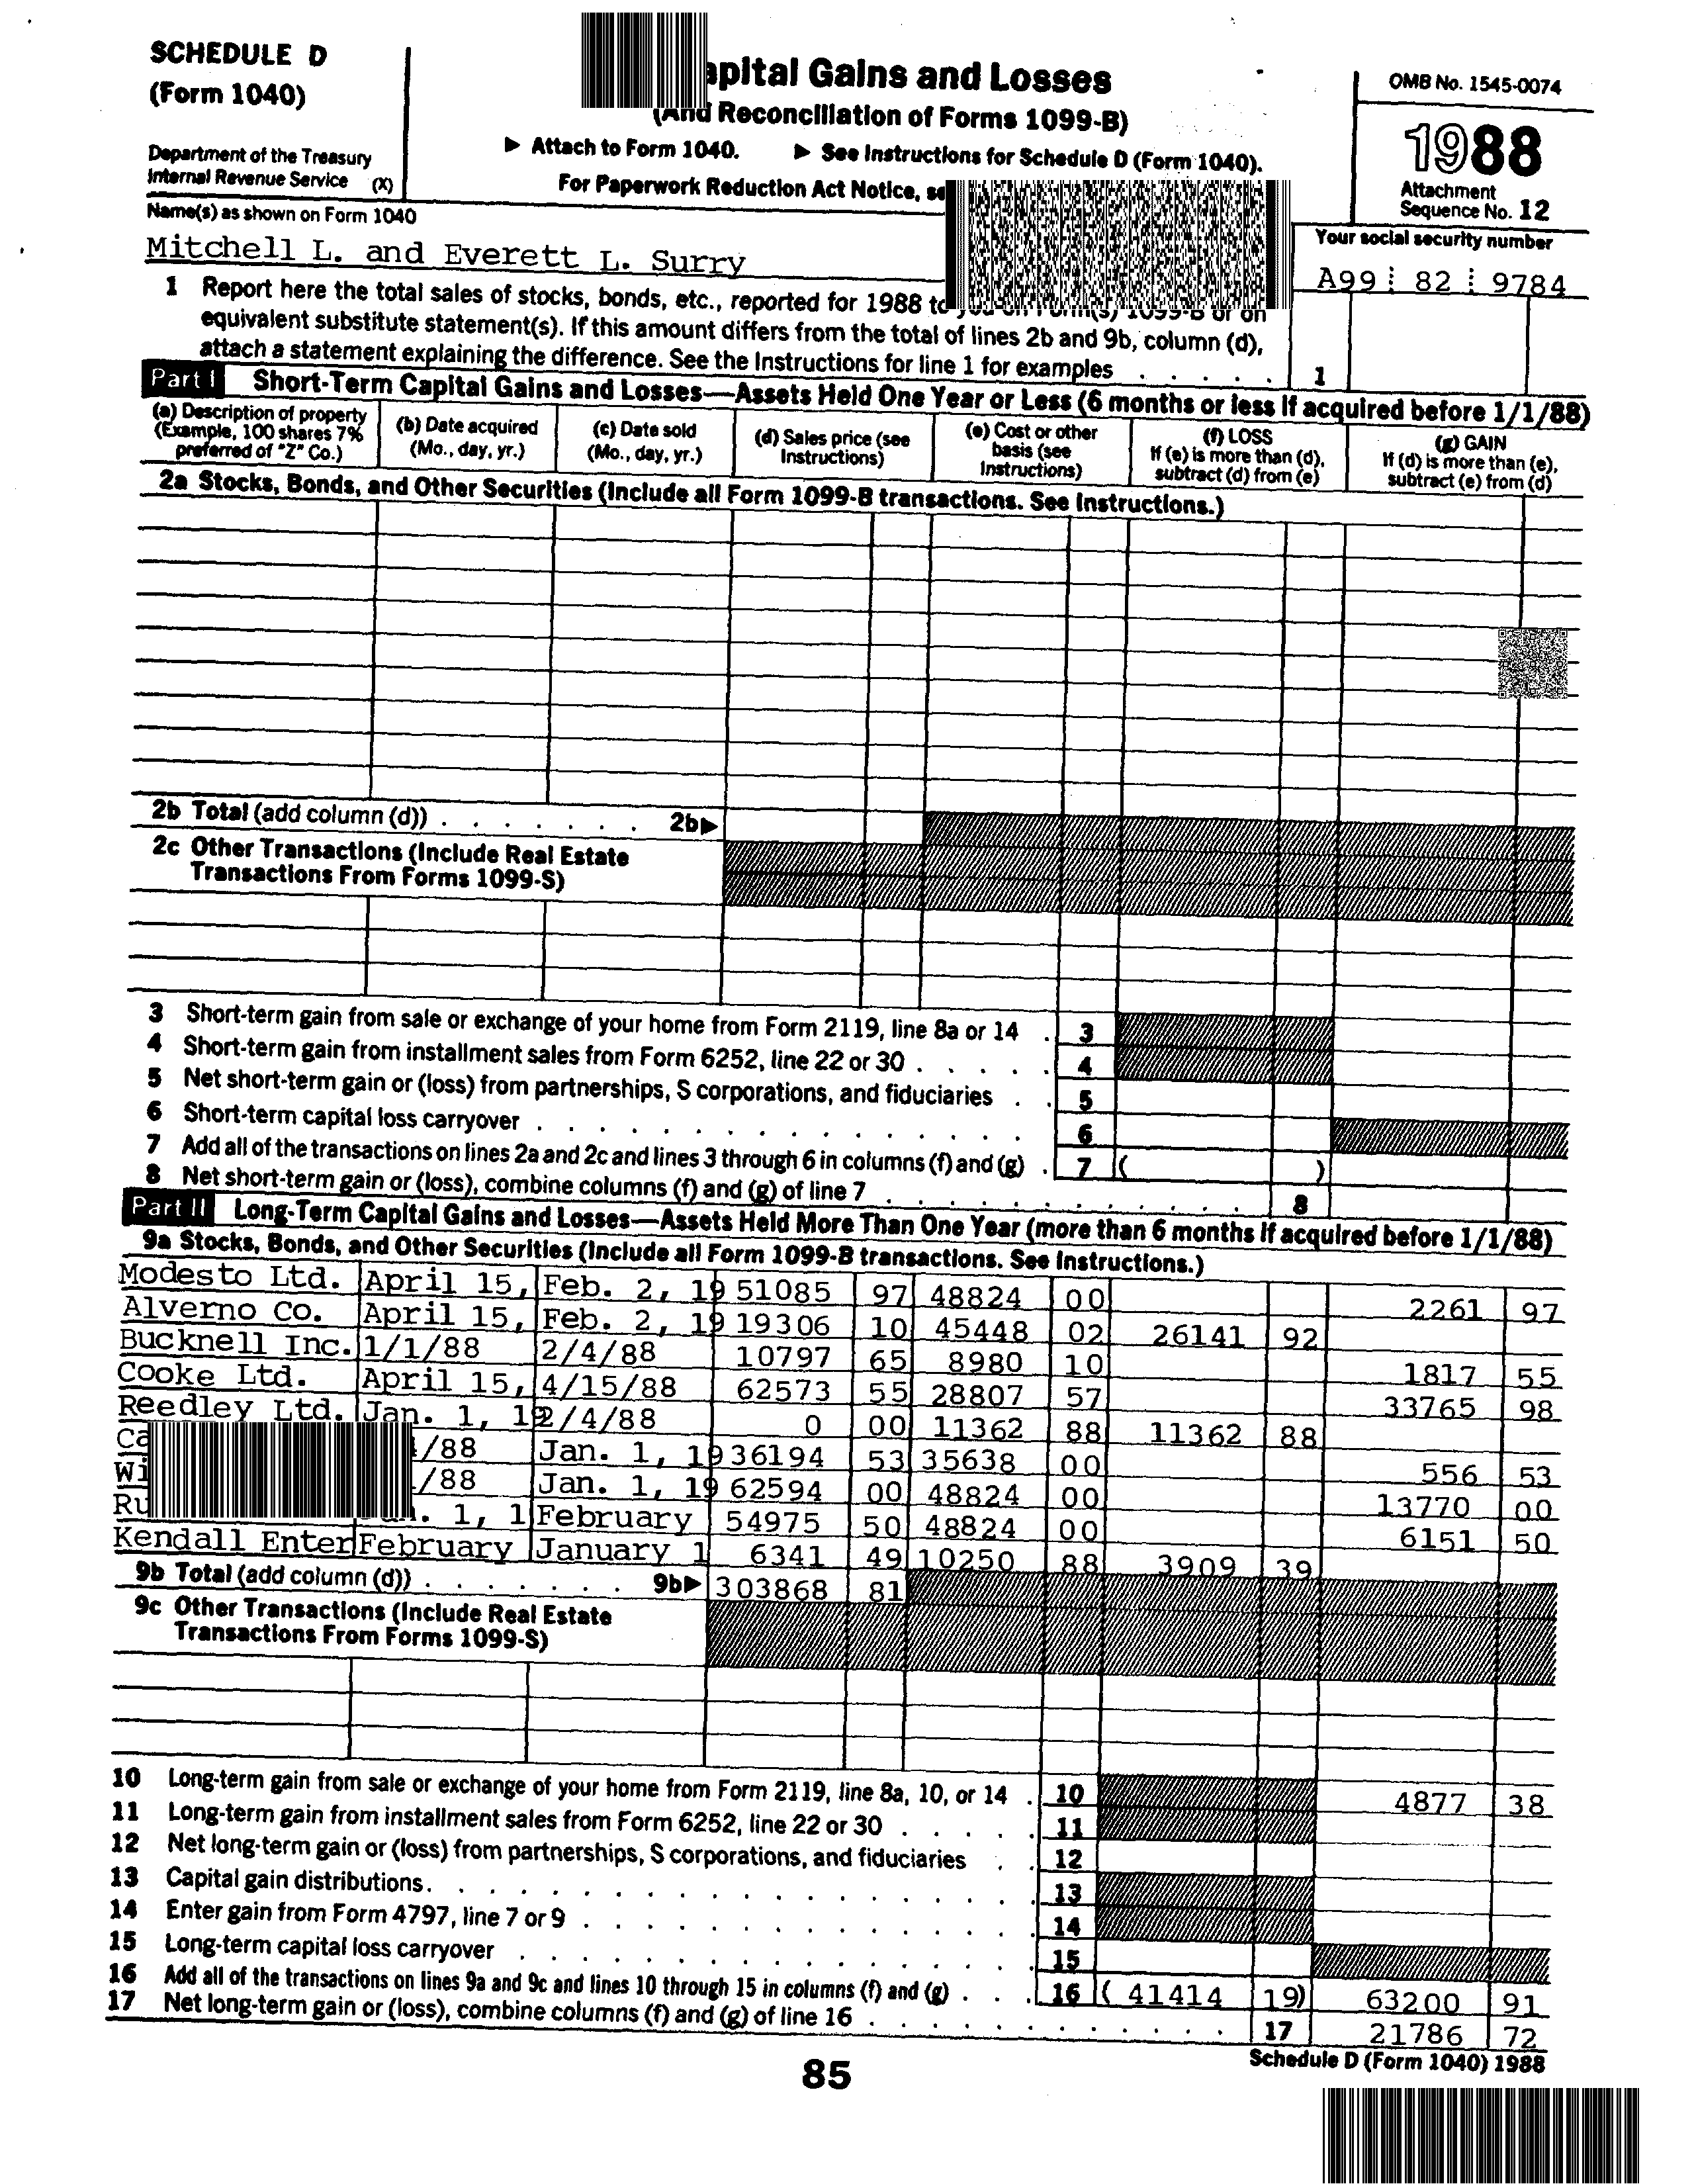 SCHEDULE D
(Form 1040)
Department of the Treasury
Internal Revenue Service (X)
apital Gains and Losses
(And Reconciliation of Forms 1099-B)
▶ Attach to Form 1040. ▶ See Instructions for Schedule D (Form 1040).
For Paperwork Reduction Act Notice,
OMB No. 1545-0074
1988
Attachment
Sequence No. 12
Name(s) as shown on Form 1040
Mitchell L. and Everett L. Surry
Your social security number
A99 82 9784
1 Report here the total sales of stocks, bonds, etc., reported for 1988 to you on Form(s) 1099-B or on
equivalent substitute statement(s). If this amount differs from the total of lines 2b and 9b, column (d),
attach a statement explaining the difference. See the Instructions for line 1 for examples . . . . . 1
Part I Short-Term Capital Gains and Losses—Assets Held One Year or Less (6 months or less if acquired before 1/1/88)
(a) Description of property
(Example, 100 shares 7%
preferred of "Z" Co.)
(b) Date acquired
(Mo., day, yr.)
(c) Date sold
(Mo., day, yr.)
(d) Sales price (see
Instructions)
(e) Cost or other
basis (see
Instructions)
(f) LOSS
If (e) is more than (d),
subtract (d) from (e)
(g) GAIN
If (d) is more than (e),
subtract (e) from (d)
2a Stocks, Bonds, and Other Securities (Include all Form 1099-B transactions. See Instructions.)
2b Total (add column (d)) . . . . . . . 2b▶
2c Other Transactions (Include Real Estate
Transactions From Forms 1099-S)
3 Short-term gain from sale or exchange of your home from Form 2119, line 8a or 14 . 3
4 Short-term gain from installment sales from Form 6252, line 22 or 30 . . . . . 4
5 Net short-term gain or (loss) from partnerships, S corporations, and fiduciaries . . 5
6 Short-term capital loss carryover . . . . . . . . . . . . . . . 6
7 Add all of the transactions on lines 2a and 2c and lines 3 through 6 in columns (f) and (g) . 7 ( )
8 Net short-term gain or (loss), combine columns (f) and (g) of line 7 . . . . . . . . . . . 8
Part II Long-Term Capital Gains and Losses—Assets Held More Than One Year (more than 6 months if acquired before 1/1/88)
9a Stocks, Bonds, and Other Securities (Include all Form 1099-B transactions. See Instructions.)
Modesto Ltd. April 15, Feb. 2, 19 51085 97 48824 00 2261 97
Alverno Co. April 15, Feb. 2, 19 19306 10 45448 02 26141 92
Bucknell Inc. 1/1/88 2/4/88 10797 65 8980 10 1817 55
Cooke Ltd. April 15, 4/15/88 62573 55 28807 57 33765 98
Reedley Ltd. Jan. 1, 19 2/4/88 0 00 11362 88 11362 88
Ca /88 Jan. 1, 19 36194 53 35638 00 556 53
Wi /88 Jan. 1, 19 62594 00 48824 00 13770 00
Ru . 1, 1 February 54975 50 48824 00 6151 50
Kendall Enter February January 1 6341 49 10250 88 3909 39
9b Total (add column (d)) . . . . . . . 9b▶ 303868 81
9c Other Transactions (Include Real Estate
Transactions From Forms 1099-S)
10 Long-term gain from sale or exchange of your home from Form 2119, line 8a, 10, or 14 . 10 4877 38
11 Long-term gain from installment sales from Form 6252, line 22 or 30 . . . . . 11
12 Net long-term gain or (loss) from partnerships, S corporations, and fiduciaries . . 12
13 Capital gain distributions . . . . . . . . . . . . . . . . . . . 13
14 Enter gain from Form 4797, line 7 or 9 . . . . . . . . . . . . . . 14
15 Long-term capital loss carryover . . . . . . . . . . . . . . . . 15
16 Add all of the transactions on lines 9a and 9c and lines 10 through 15 in columns (f) and (g) . . . 16 ( 41414 19) 63200 91
17 Net long-term gain or (loss), combine columns (f) and (g) of line 16 . . . . . . . . . . . 17 21786 72
Schedule D (Form 1040) 1988
85